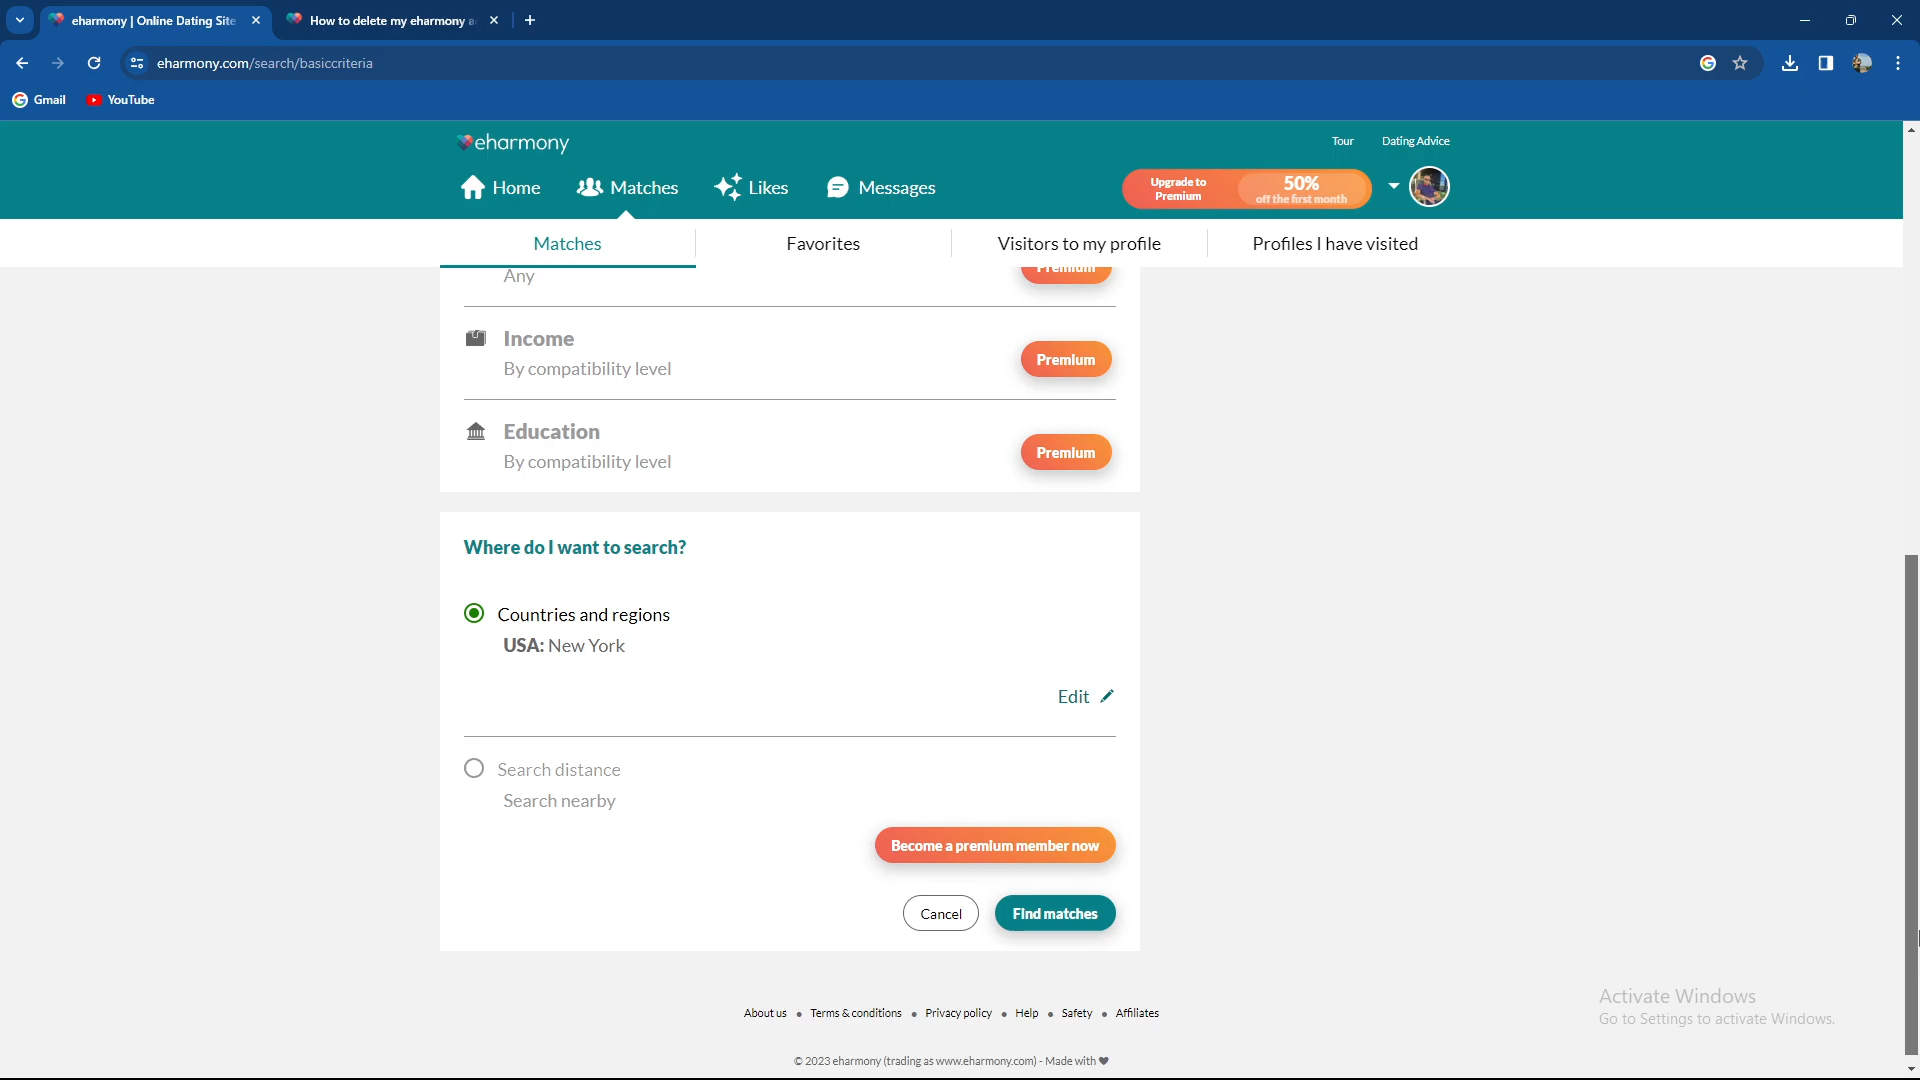 eharmony | Online Dating Site
How to delete my eharmony a
eharmony.com/search/basiccriteria
Gmail
YouTube
eharmony
Tour
Dating Advice
Home
Matches
Likes
Messages
Upgrade to
Premium
50%
off the first month
Matches
Favorites
Visitors to my profile
Profiles I have visited
Any
Premium
Income
By compatibility level
Premium
Education
By compatibility level
Premium
Where do I want to search?
Countries and regions
USA: New York
Edit
Search distance
Search nearby
Become a premium member now
Cancel
Find matches
About us • Terms & conditions • Privacy policy • Help • Safety • Affiliates
© 2023 eharmony (trading as www.eharmony.com) - Made with ♥
Activate Windows
Go to Settings to activate Windows.